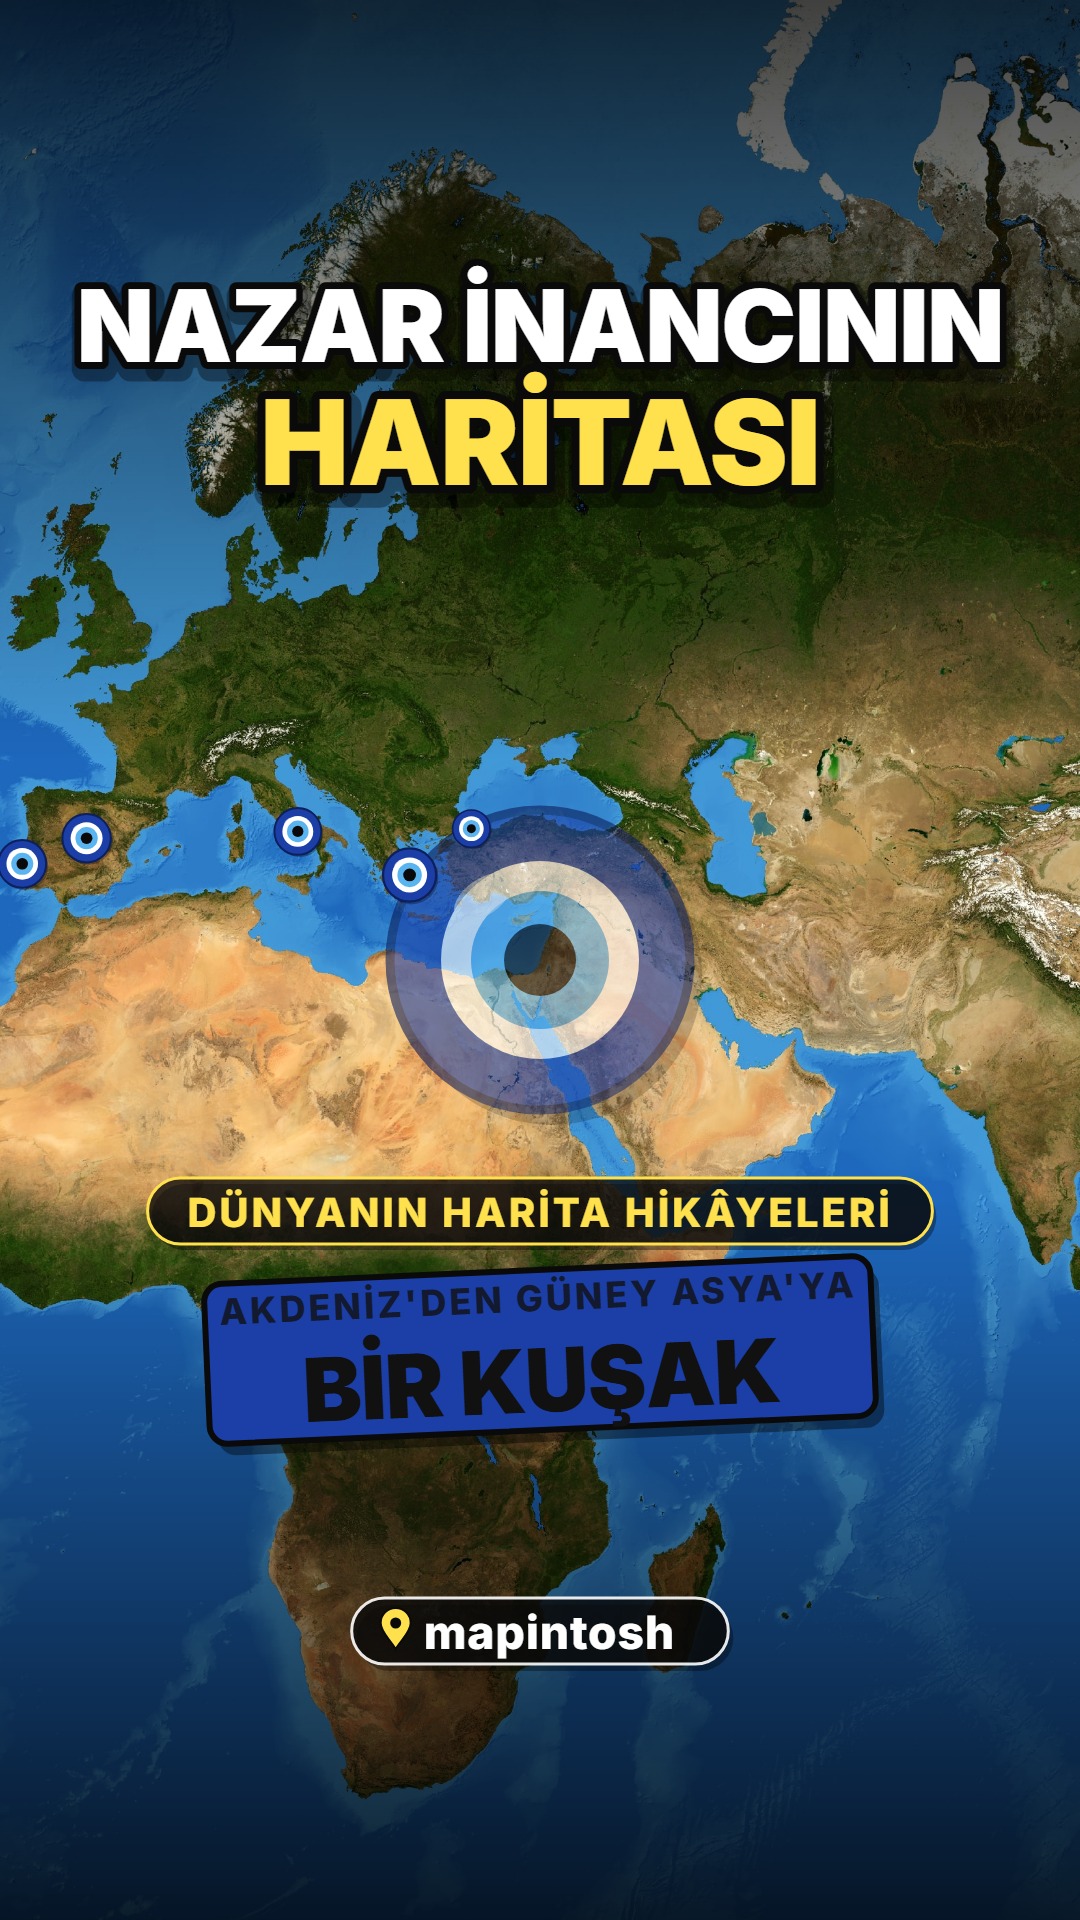 NAZAR İNANCININ
HARİTASI
DÜNYANIN HARİTA HİKÂYELERİ
AKDENİZ'DEN GÜNEY ASYA'YA
BİR KUŞAK
mapintosh